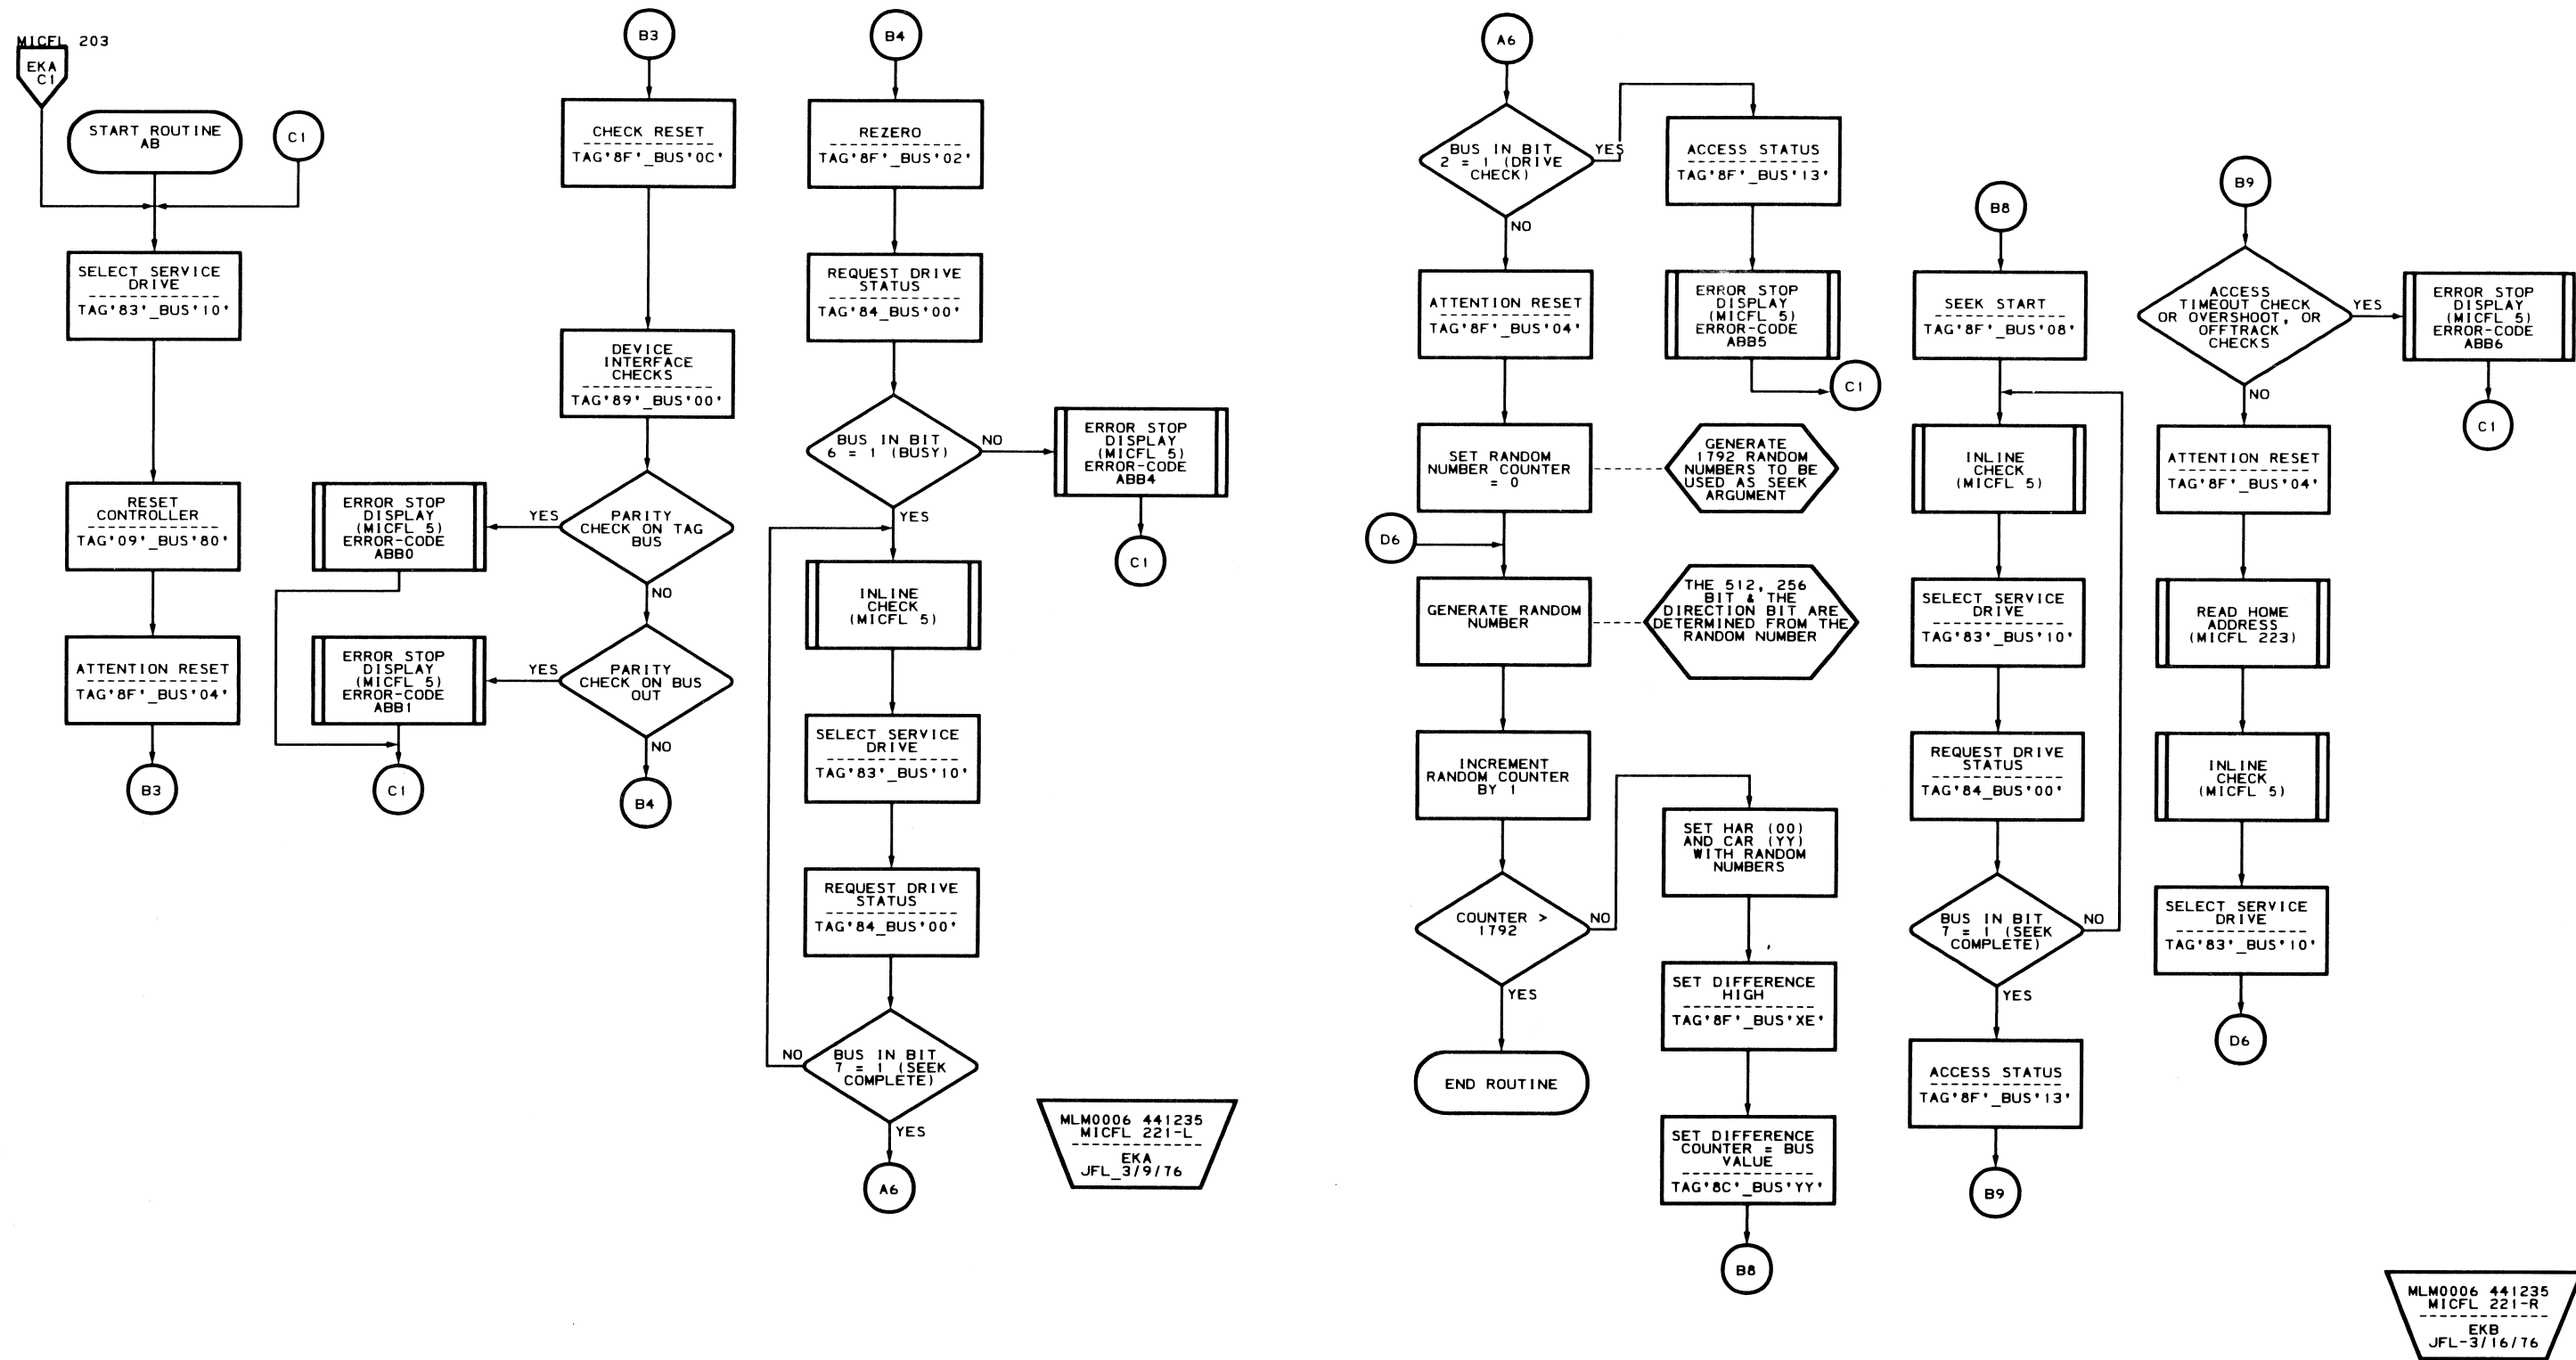 MICFL 203
EKA
C1
START ROUTINE
AB
C1
SELECT SERVICE
DRIVE
TAG'83'_BUS'10'
RESET
CONTROLLER
TAG'09'_BUS'80'
ATTENTION RESET
TAG'8F'_BUS'04'
B3
B3
CHECK RESET
TAG'8F'_BUS'0C'
DEVICE
INTERFACE
CHECKS
TAG'89'_BUS'00'
PARITY
CHECK ON TAG
BUS
YES
NO
ERROR STOP
DISPLAY
(MICFL 5)
ERROR-CODE
ABB0
PARITY
CHECK ON BUS
OUT
YES
NO
ERROR STOP
DISPLAY
(MICFL 5)
ERROR-CODE
ABB1
C1
B4
B4
REZERO
TAG'8F'_BUS'02'
REQUEST DRIVE
STATUS
TAG'84_BUS'00'
BUS IN BIT
6 = 1 (BUSY)
NO
YES
ERROR STOP
DISPLAY
(MICFL 5)
ERROR-CODE
ABB4
C1
INLINE
CHECK
(MICFL 5)
SELECT SERVICE
DRIVE
TAG'83'_BUS'10'
REQUEST DRIVE
STATUS
TAG'84_BUS'00'
BUS IN BIT
7 = 1 (SEEK
COMPLETE)
NO
YES
A6
MLM0006 441235
MICFL 221-L
EKA
JFL_3/9/76
A6
BUS IN BIT
2 = 1 (DRIVE
CHECK)
YES
NO
ACCESS STATUS
TAG'8F'_BUS'13'
ERROR STOP
DISPLAY
(MICFL 5)
ERROR-CODE
ABB5
C1
ATTENTION RESET
TAG'8F'_BUS'04'
SET RANDOM
NUMBER COUNTER
= 0
GENERATE
1792 RANDOM
NUMBERS TO BE
USED AS SEEK
ARGUMENT
D6
GENERATE RANDOM
NUMBER
THE 512, 256
BIT & THE
DIRECTION BIT ARE
DETERMINED FROM THE
RANDOM NUMBER
INCREMENT
RANDOM COUNTER
BY 1
COUNTER >
1792
NO
YES
END ROUTINE
SET HAR (00)
AND CAR (YY)
WITH RANDOM
NUMBERS
SET DIFFERENCE
HIGH
TAG'8F'_BUS'XE'
SET DIFFERENCE
COUNTER = BUS
VALUE
TAG'8C'_BUS'YY'
B8
B8
SEEK START
TAG'8F'_BUS'08'
INLINE
CHECK
(MICFL 5)
SELECT SERVICE
DRIVE
TAG'83'_BUS'10'
REQUEST DRIVE
STATUS
TAG'84_BUS'00'
BUS IN BIT
7 = 1 (SEEK
COMPLETE)
NO
YES
ACCESS STATUS
TAG'8F'_BUS'13'
B9
B9
ACCESS
TIMEOUT CHECK
OR OVERSHOOT, OR
OFFTRACK
CHECKS
YES
NO
ERROR STOP
DISPLAY
(MICFL 5)
ERROR-CODE
ABB6
C1
ATTENTION RESET
TAG'8F'_BUS'04'
READ HOME
ADDRESS
(MICFL 223)
INLINE
CHECK
(MICFL 5)
SELECT SERVICE
DRIVE
TAG'83'_BUS'10'
D6
MLM0006 441235
MICFL 221-R
EKB
JFL-3/16/76